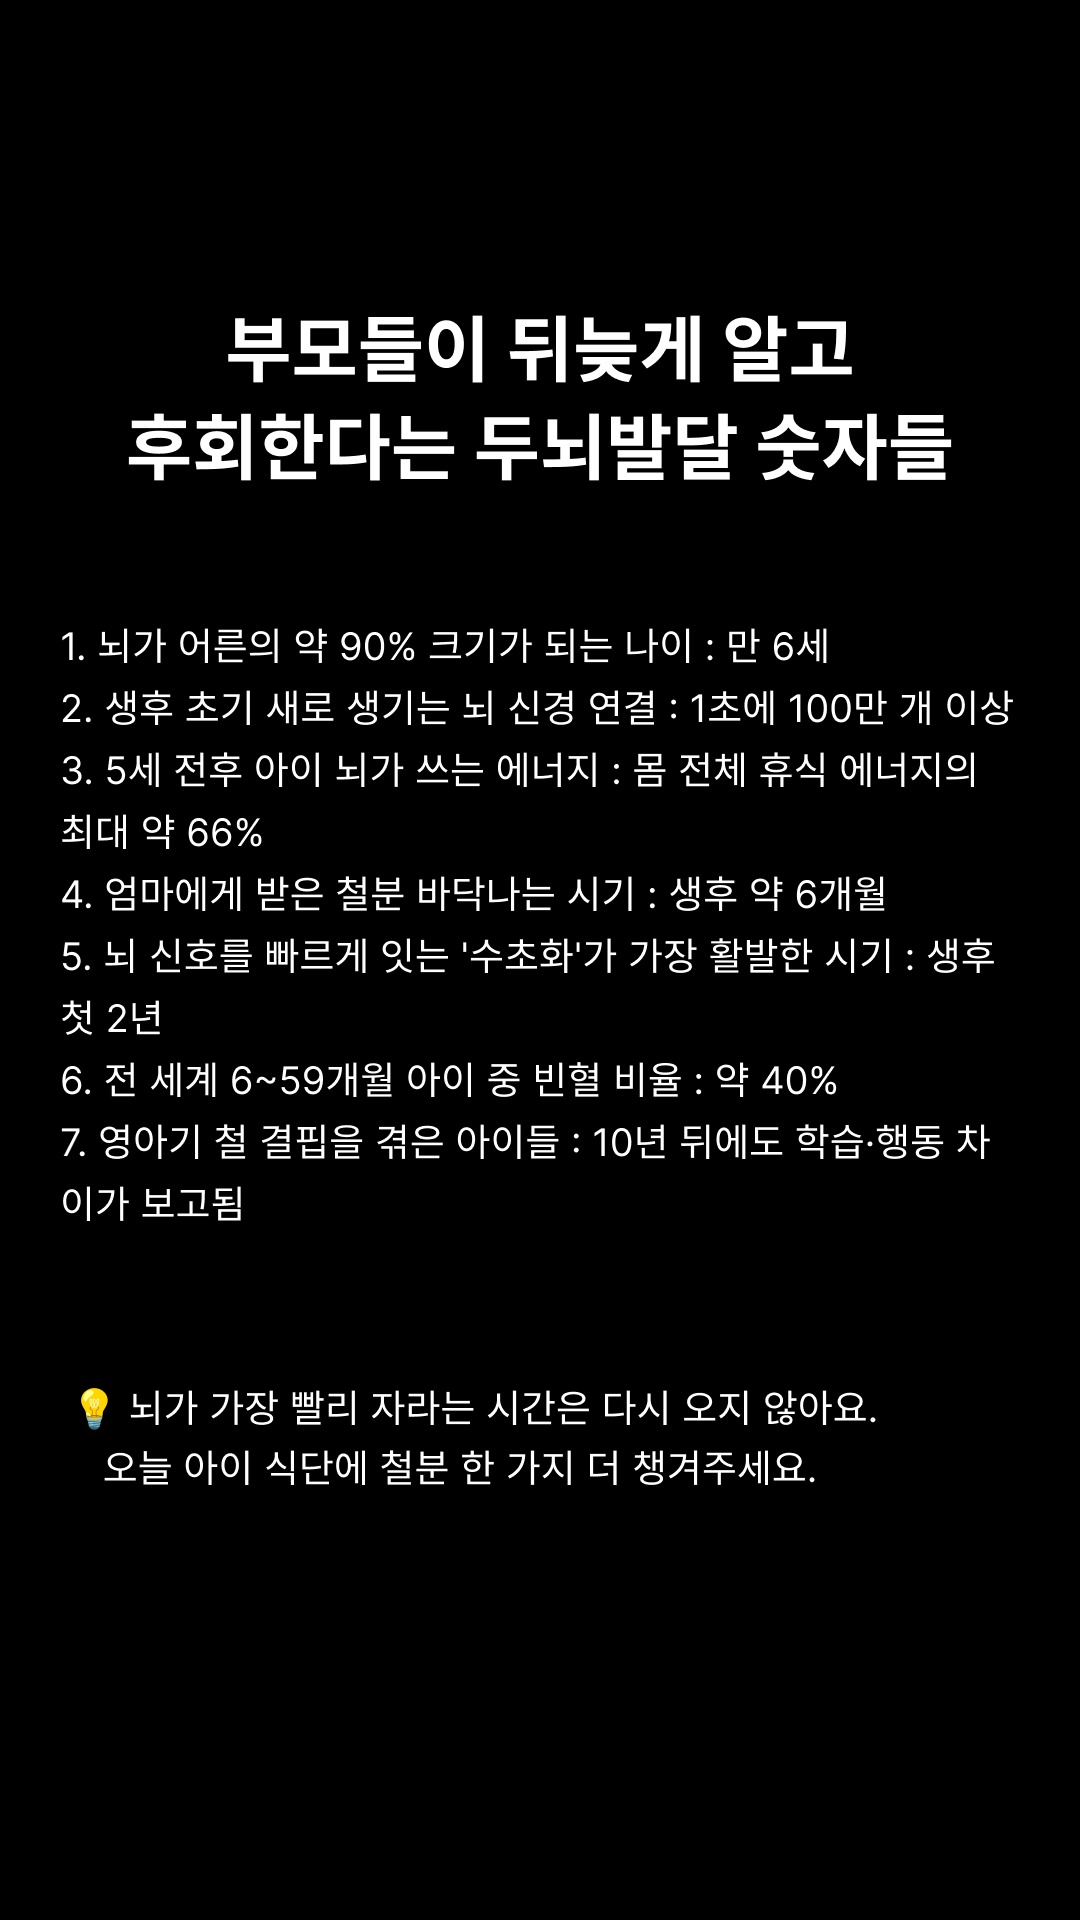 부모들이 뒤늦게 알고
후회한다는 두뇌발달 숫자들
1. 뇌가 어른의 약 90% 크기가 되는 나이 : 만 6세
2. 생후 초기 새로 생기는 뇌 신경 연결 : 1초에 100만 개 이상
3. 5세 전후 아이 뇌가 쓰는 에너지 : 몸 전체 휴식 에너지의
최대 약 66%
4. 엄마에게 받은 철분 바닥나는 시기 : 생후 약 6개월
5. 뇌 신호를 빠르게 잇는 '수초화'가 가장 활발한 시기 : 생후
첫 2년
6. 전 세계 6~59개월 아이 중 빈혈 비율 : 약 40%
7. 영아기 철 결핍을 겪은 아이들 : 10년 뒤에도 학습·행동 차
이가 보고됨
💡 뇌가 가장 빨리 자라는 시간은 다시 오지 않아요.
오늘 아이 식단에 철분 한 가지 더 챙겨주세요.